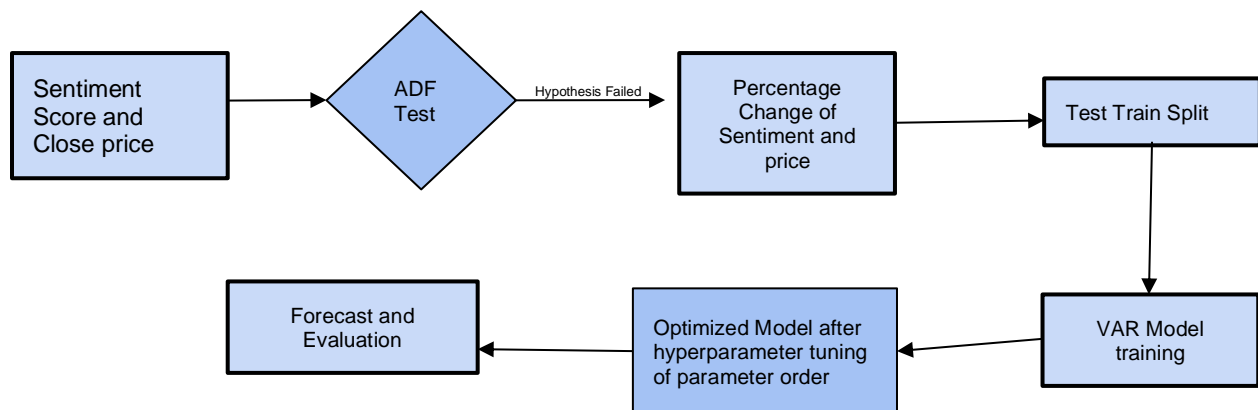 Sentiment
Score and
Close price
ADF
Test
Hypothesis Failed
Percentage
Change of
Sentiment and
price
Test Train Split
VAR Model
training
Optimized Model after
hyperparameter tuning
of parameter order
Forecast and
Evaluation